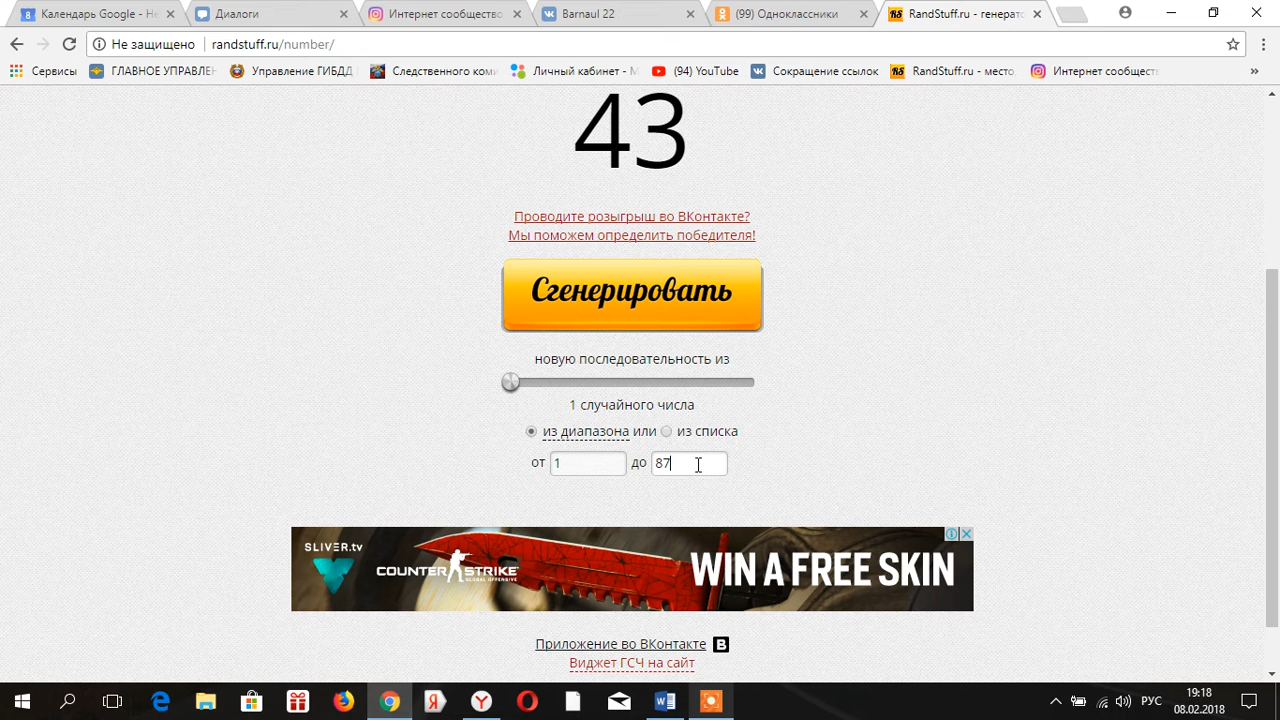 Календарь Google - Не
Диалоги
Интернет сообщество
Barnaul 22
(99) Одноклассники
RandStuff.ru - генерато
Не защищено
randstuff.ru/number/
Сервисы
ГЛАВНОЕ УПРАВЛЕН
Управление ГИБДД
Следственного коми
Личный кабинет - М
(94) YouTube
Сокращение ссылок
RandStuff.ru - место,
Интернет сообщест
43
Проводите розыгрыш во ВКонтакте?
Мы поможем определить победителя!
Сгенерировать
новую последовательность из
1 случайного числа
из диапазона или из списка
от 1 до 87
SLIVER.tv
COUNTER STRIKE
GLOBAL OFFENSIVE
WIN A FREE SKIN
Приложение во ВКонтакте В
Виджет ГСЧ на сайт
РУС
19:18
08.02.2018